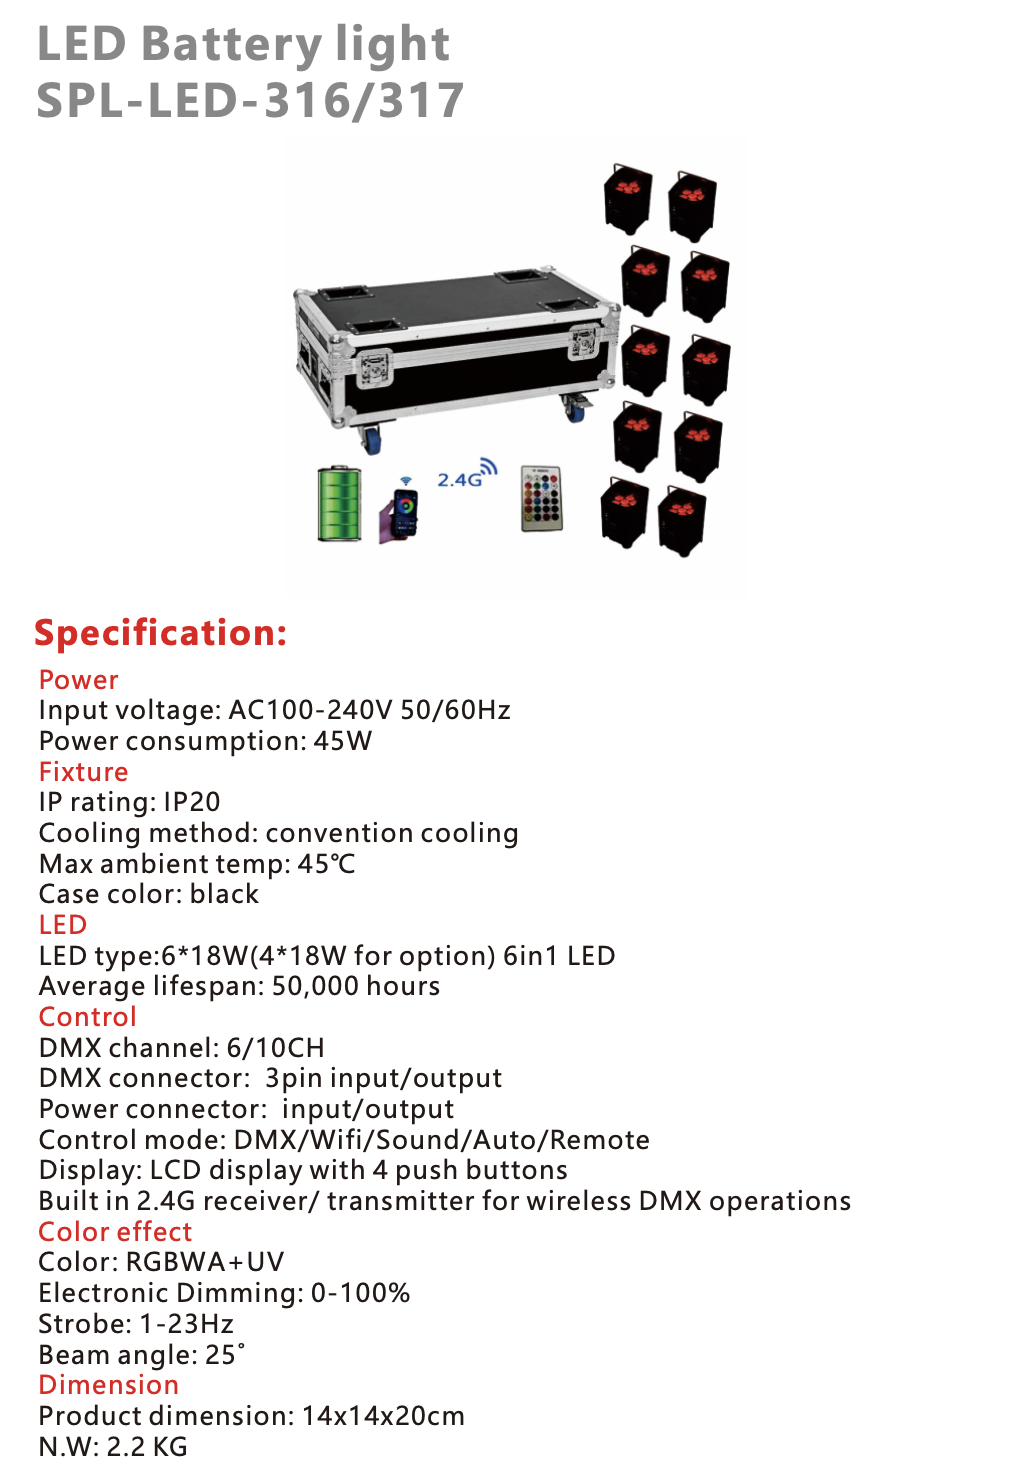 LED Battery light
SPL-LED-316/317
2.4G
Specification:
Power
Input voltage: AC100-240V 50/60Hz
Power consumption: 45W
Fixture
IP rating: IP20
Cooling method: convention cooling
Max ambient temp: 45℃
Case color: black
LED
LED type:6*18W(4*18W for option) 6in1 LED
Average lifespan: 50,000 hours
Control
DMX channel: 6/10CH
DMX connector: 3pin input/output
Power connector: input/output
Control mode: DMX/Wifi/Sound/Auto/Remote
Display: LCD display with 4 push buttons
Built in 2.4G receiver/ transmitter for wireless DMX operations
Color effect
Color: RGBWA+UV
Electronic Dimming: 0-100%
Strobe: 1-23Hz
Beam angle: 25°
Dimension
Product dimension: 14x14x20cm
N.W: 2.2 KG